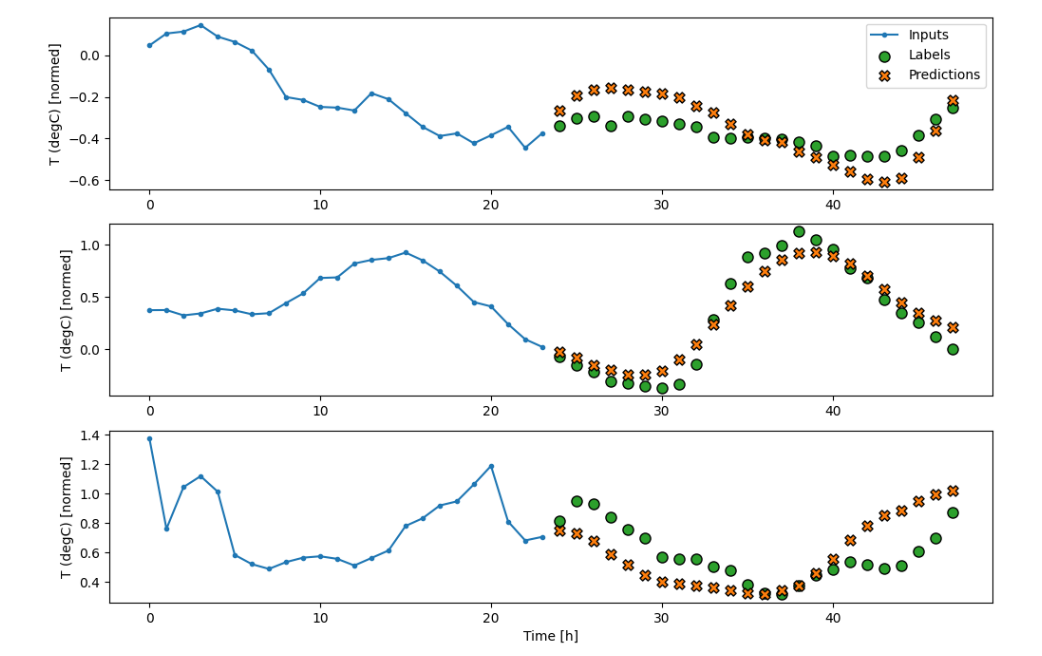 T (degC) [normed]
0.0
−0.2
−0.4
−0.6
Inputs
Labels
Predictions
0 10 20 30 40
T (degC) [normed]
1.0
0.5
0.0
0 10 20 30 40
T (degC) [normed]
1.4
1.2
1.0
0.8
0.6
0.4
0 10 20 30 40
Time [h]